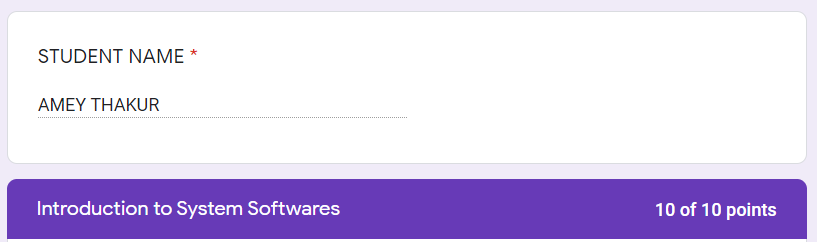 STUDENT NAME *
AMEY THAKUR
Introduction to System Softwares
10 of 10 points